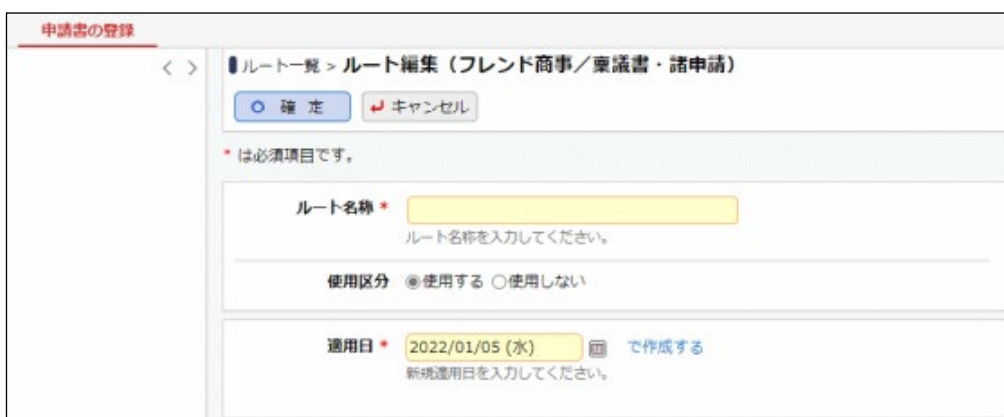 申請書の登録
< > ルート一覧 > ルート編集（フレンド商事／稟議書・諸申請）
確 定 キャンセル
* は必須項目です。
ルート名称 *
ルート名称を入力してください。
使用区分 使用する 使用しない
適用日 * 2022/01/05 (水) で作成する
新規適用日を入力してください。